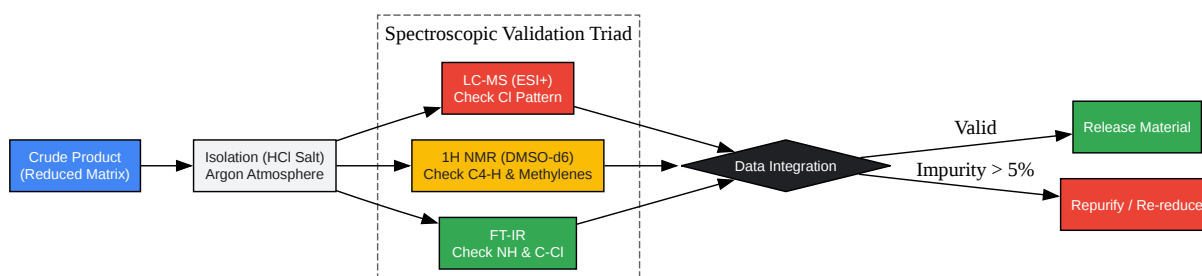 Spectroscopic Validation Triad
Crude Product
(Reduced Matrix)
Isolation (HCl Salt)
Argon Atmosphere
LC-MS (ESI+)
Check Cl Pattern
1H NMR (DMSO-d6)
Check C4-H & Methylenes
FT-IR
Check NH & C-Cl
Data Integration
Valid
Impurity > 5%
Release Material
Repurify / Re-reduce